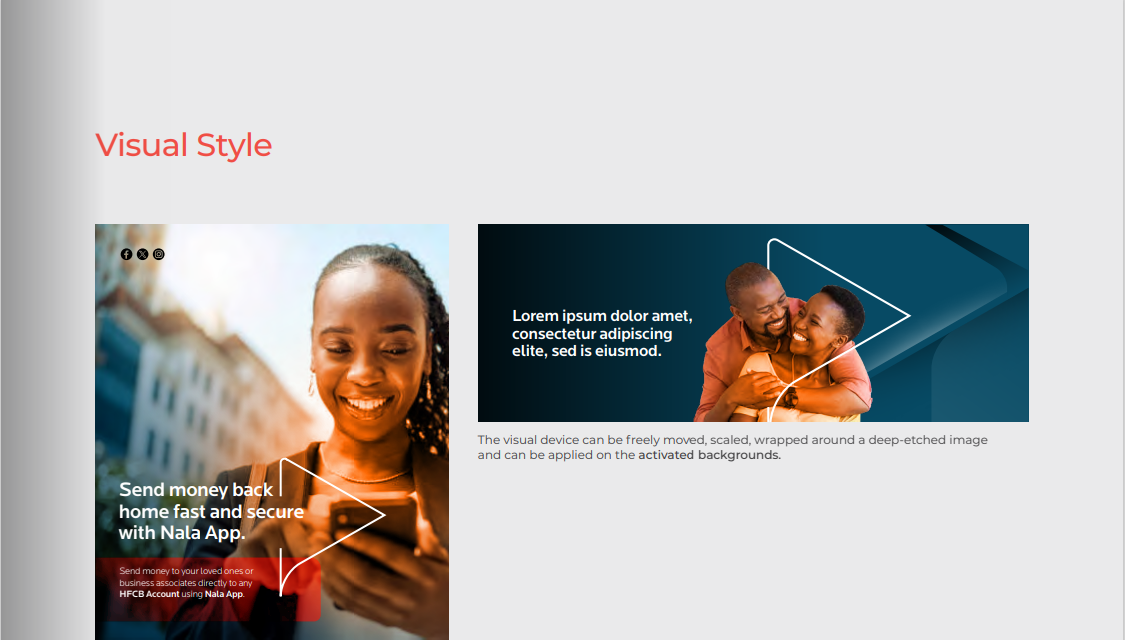 Visual Style
Send money back
home fast and secure
with Nala App.
Send money to your loved ones or
business associates directly to any
HFCB Account using Nala App.
Lorem ipsum dolor amet,
consectetur adipiscing
elite, sed is eiusmod.
The visual device can be freely moved, scaled, wrapped around a deep-etched image
and can be applied on the activated backgrounds.